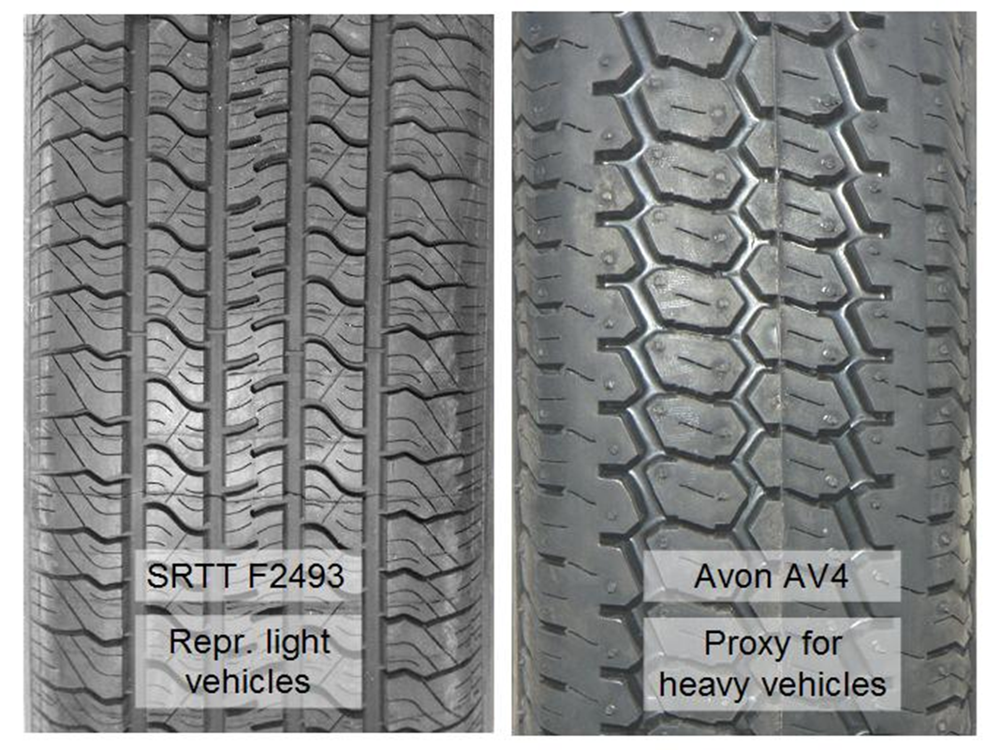 SRTT F2493
Repr. light
vehicles
Avon AV4
Proxy for
heavy vehicles